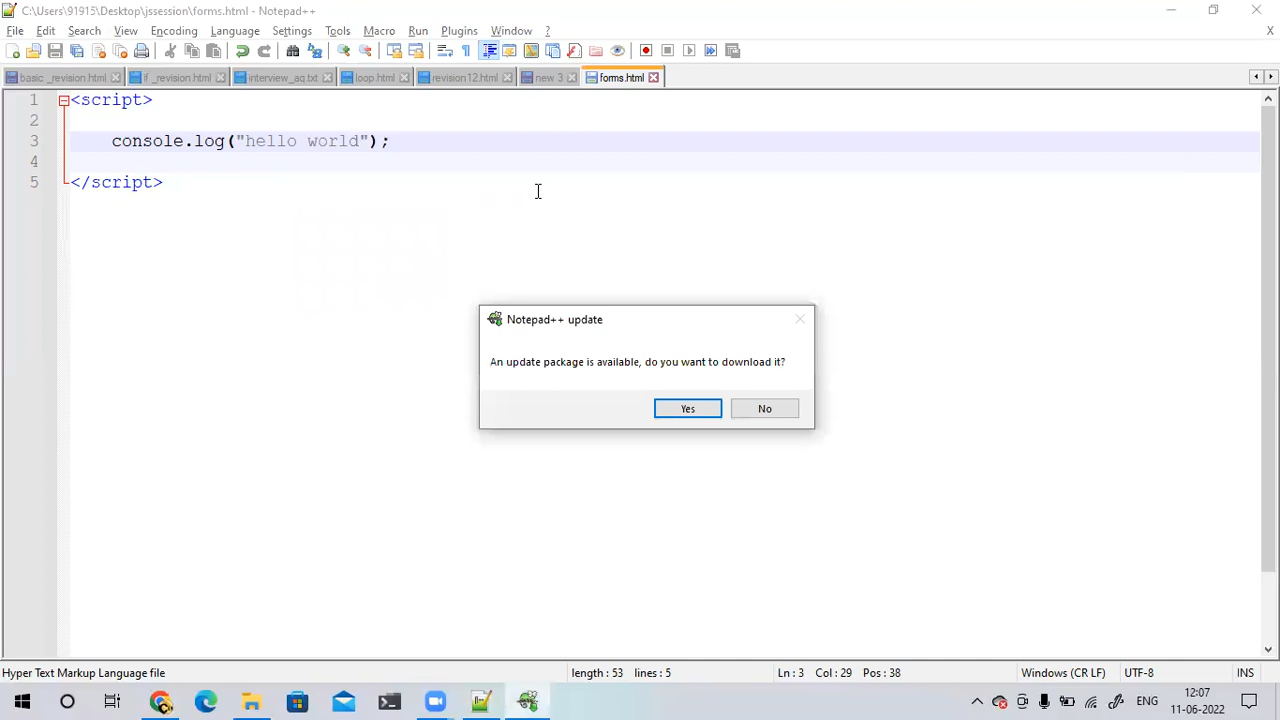 C:\Users\91915\Desktop\jssession\forms.html - Notepad++
File Edit Search View Encoding Language Settings Tools Macro Run Plugins Window ?
basic _revision.html if _revision.html interview_aq.txt loop.html revision12.html new 3 forms.html
1 <script>
2
3 console.log("hello world");
4
5 </script>
Notepad++ update
An update package is available, do you want to download it?
Yes No
Hyper Text Markup Language file length : 53 lines : 5 Ln : 3 Col : 29 Pos : 38 Windows (CR LF) UTF-8 INS
ENG 12:07
11-06-2022